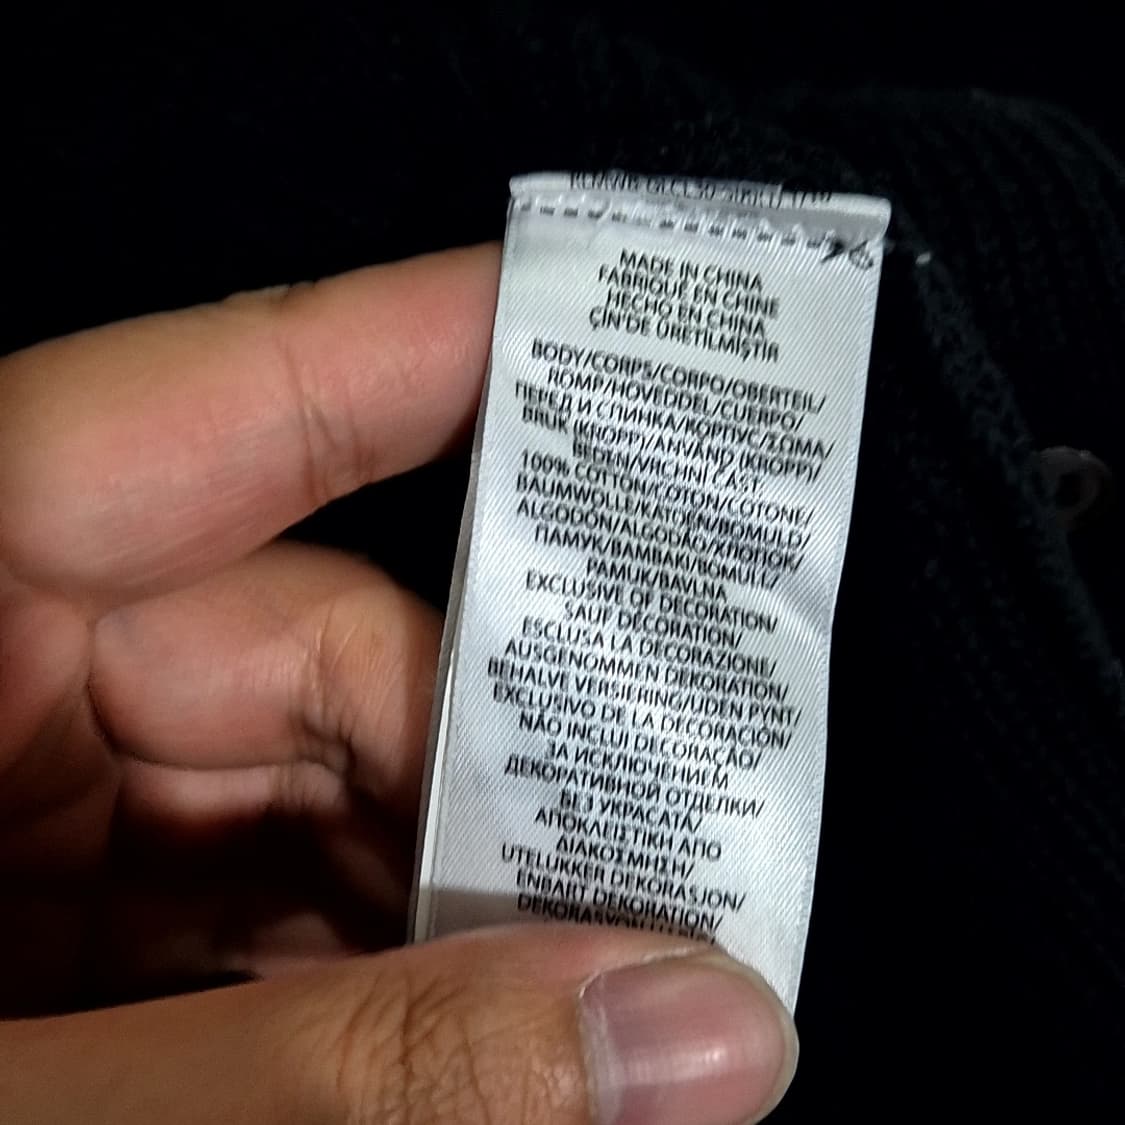 MADE IN CHINA
FABRIQUÉ EN CHINE
HECHO EN CHINA
ÇİN'DE ÜRETİLMİŞTİR
BODY/CORPS/CORPO/OBERTEIL/
ROMP/HOVEDDEL/CUERPO/
ПЕРЕД И СПИНКА/КОРПУС/ΣΩΜΑ/
BRUK (KROPP)/ANVÄND (KROPP)/
BEDEN/VRCHNÍ ČÁST
100% COTTON/COTON/COTONE/
BAUMWOLLE/KATOEN/BOMULD/
ALGODÓN/ALGODÃO/ХЛОПОК/
ПАМУК/ΒΑΜΒΑΚΙ/BOMULL/
PAMUK/BAVLNA
EXCLUSIVE OF DECORATION/
SAUF DÉCORATION/
ESCLUSA LA DECORAZIONE/
AUSGENOMMEN DEKORATION/
BEHALVE VERSIERING/UDEN PYNT/
EXCLUSIVO DE LA DECORACIÓN/
NÃO INCLUI DECORAÇÃO/
ЗА ИСКЛЮЧЕНИЕМ
ДЕКОРАТИВНОЙ ОТДЕЛКИ/
БЕЗ УКРАСАТА/
ΑΠΟΚΛΕΙΣΤΙΚΗ ΑΠΟ
ΔΙΑΚΟΣΜΗΣΗ/
UTELUKKER DEKORASJON/
ENBART DEKORATION/
DEKORASYON